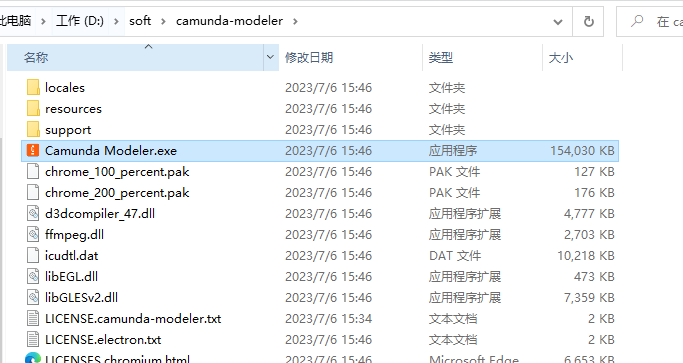 此电脑 工作 (D:) soft camunda-modeler 在 ca
名称 修改日期 类型 大小
locales 2023/7/6 15:46 文件夹
resources 2023/7/6 15:46 文件夹
support 2023/7/6 15:46 文件夹
Camunda Modeler.exe 2023/7/6 15:46 应用程序 154,030 KB
chrome_100_percent.pak 2023/7/6 15:46 PAK 文件 127 KB
chrome_200_percent.pak 2023/7/6 15:46 PAK 文件 176 KB
d3dcompiler_47.dll 2023/7/6 15:46 应用程序扩展 4,777 KB
ffmpeg.dll 2023/7/6 15:46 应用程序扩展 2,703 KB
icudtl.dat 2023/7/6 15:46 DAT 文件 10,218 KB
libEGL.dll 2023/7/6 15:46 应用程序扩展 473 KB
libGLESv2.dll 2023/7/6 15:46 应用程序扩展 7,359 KB
LICENSE.camunda-modeler.txt 2023/7/6 15:34 文本文档 2 KB
LICENSE.electron.txt 2023/7/6 15:46 文本文档 2 KB
LICENSES.chromium.html 2023/7/6 15:46 Microsoft Edge 6,653 KB